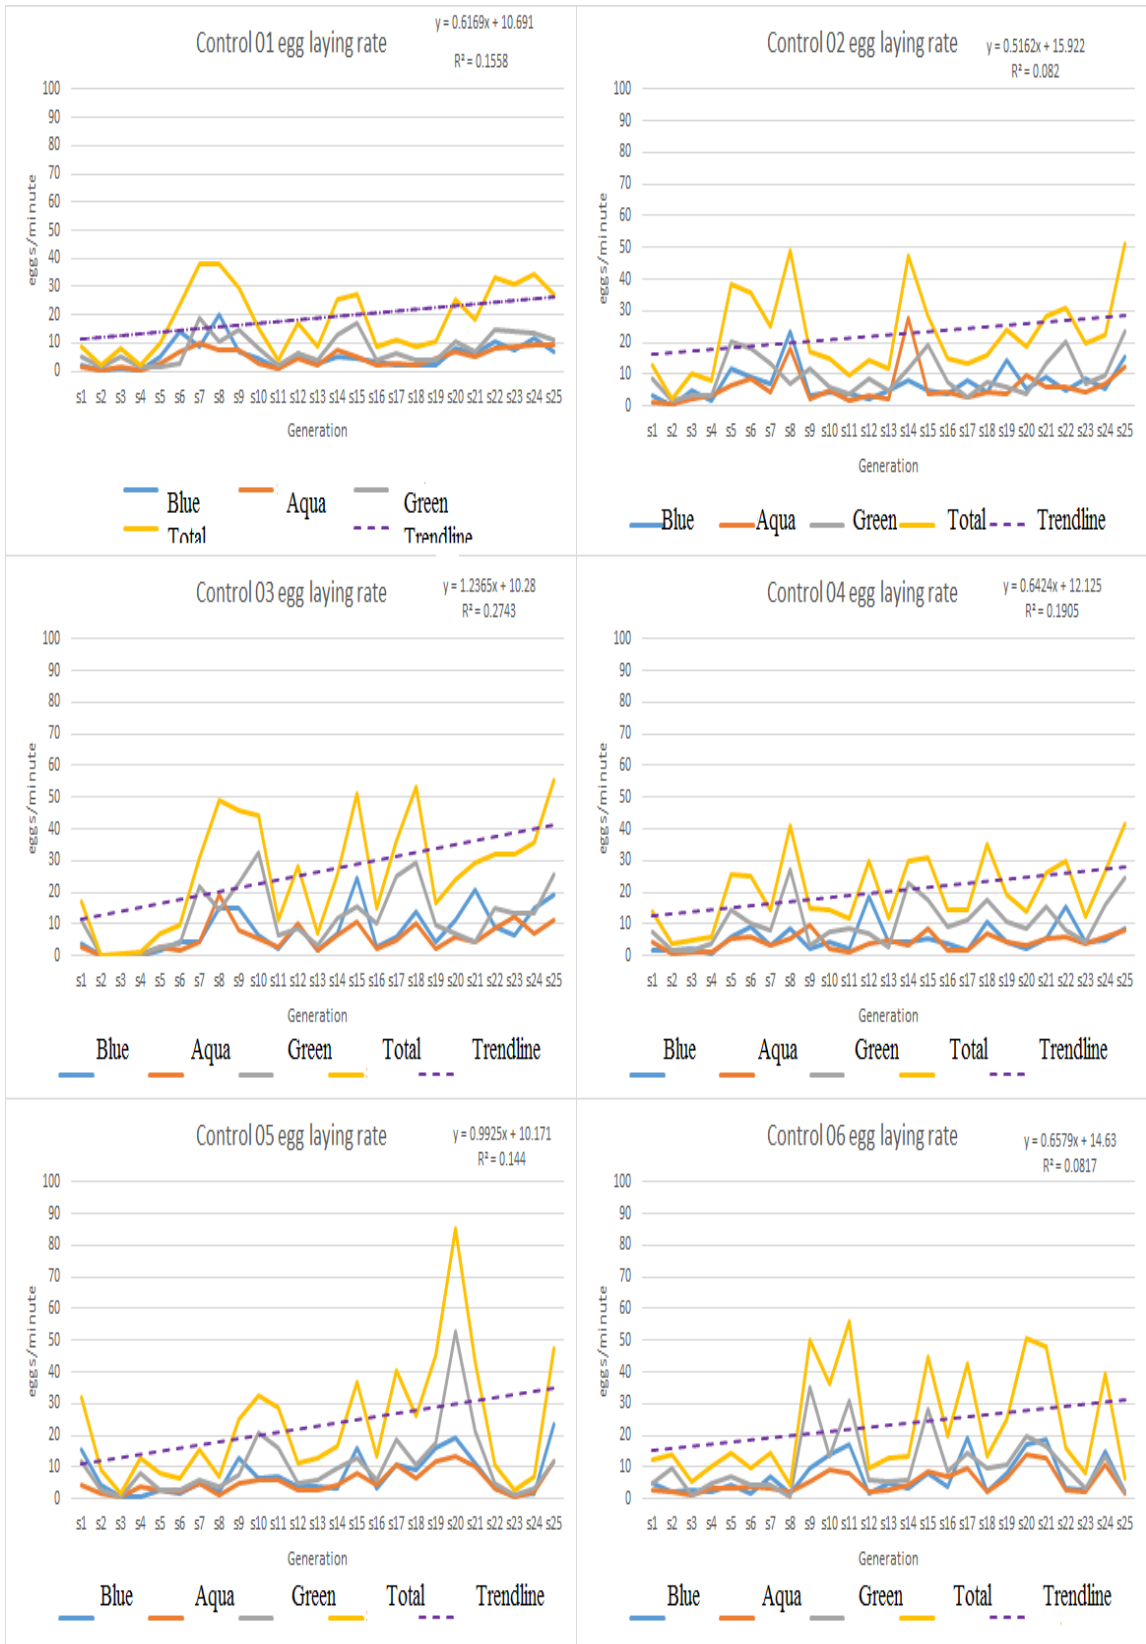 Control 01 egg laying rate
y = 0.6169x + 10.691
R² = 0.1558
100
90
80
70
60
50
40
30
20
10
0
eggs/minute
s1 s2 s3 s4 s5 s6 s7 s8 s9 s10 s11 s12 s13 s14 s15 s16 s17 s18 s19 s20 s21 s22 s23 s24 s25
Generation
Blue Aqua Green
Total Trendline
Control 02 egg laying rate
y = 0.5162x + 15.922
R² = 0.082
100
90
80
70
60
50
40
30
20
10
0
eggs/minute
s1 s2 s3 s4 s5 s6 s7 s8 s9 s10 s11 s12 s13 s14 s15 s16 s17 s18 s19 s20 s21 s22 s23 s24 s25
Generation
Blue Aqua Green Total Trendline
Control 03 egg laying rate
y = 1.2365x + 10.28
R² = 0.2743
100
90
80
70
60
50
40
30
20
10
0
eggs/minute
s1 s2 s3 s4 s5 s6 s7 s8 s9 s10 s11 s12 s13 s14 s15 s16 s17 s18 s19 s20 s21 s22 s23 s24 s25
Generation
Blue Aqua Green Total Trendline
Control 04 egg laying rate
y = 0.6424x + 12.125
R² = 0.1905
100
90
80
70
60
50
40
30
20
10
0
eggs/minute
s1 s2 s3 s4 s5 s6 s7 s8 s9 s10 s11 s12 s13 s14 s15 s16 s17 s18 s19 s20 s21 s22 s23 s24 s25
Generation
Blue Aqua Green Total Trendline
Control 05 egg laying rate
y = 0.9925x + 10.171
R² = 0.144
100
90
80
70
60
50
40
30
20
10
0
eggs/minute
s1 s2 s3 s4 s5 s6 s7 s8 s9 s10 s11 s12 s13 s14 s15 s16 s17 s18 s19 s20 s21 s22 s23 s24 s25
Generation
Blue Aqua Green Total Trendline
Control 06 egg laying rate
y = 0.6579x + 14.63
R² = 0.0817
100
90
80
70
60
50
40
30
20
10
0
eggs/minute
s1 s2 s3 s4 s5 s6 s7 s8 s9 s10 s11 s12 s13 s14 s15 s16 s17 s18 s19 s20 s21 s22 s23 s24 s25
Generation
Blue Aqua Green Total Trendline